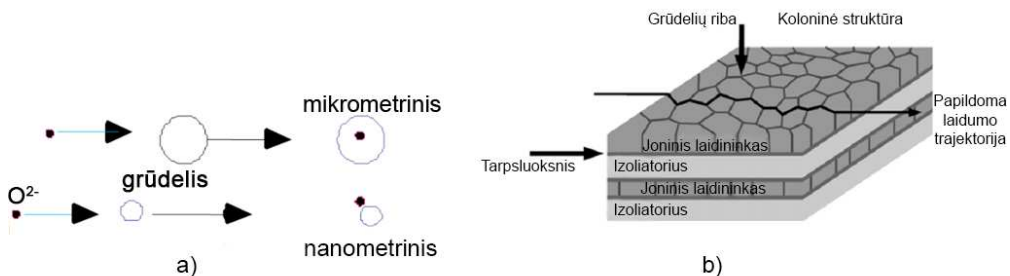 mikrometrinis
grūdelis
O²⁻
nanometrinis
a)
Grūdelių riba
Koloninė struktūra
Papildoma
laidumo
trajektorija
Tarpsluoksnis
Joninis laidininkas
Izoliatorius
Joninis laidininkas
Izoliatorius
b)